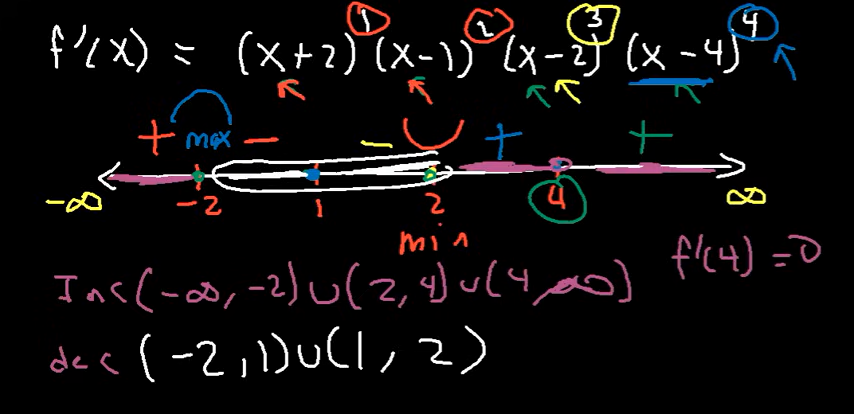 f'(x) = (x+2)^1 (x-1)^2 (x-2)^3 (x-4)^4
+ max - - + +
-∞ -2 1 2 4 ∞
min
Inc (-∞, -2) ∪ (2, 4) ∪ (4, ∞) f'(4) = 0
dec (-2, 1) ∪ (1, 2)